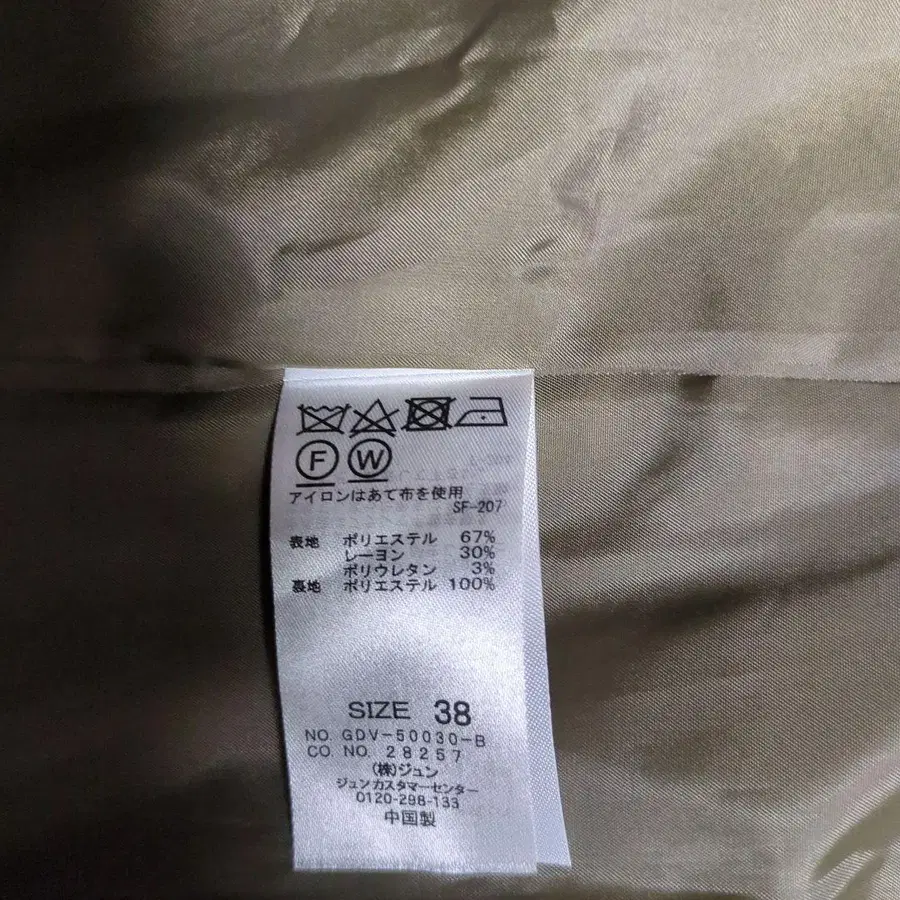 F W
アイロンはあて布を使用
SF-207
表地 ポリエステル 67%
レーヨン 30%
ポリウレタン 3%
裏地 ポリエステル 100%
SIZE 38
NO. GDV-50030-B
CO. NO. 28257
(株)ジュン
ジュンカスタマーセンター
0120-298-133
中国製